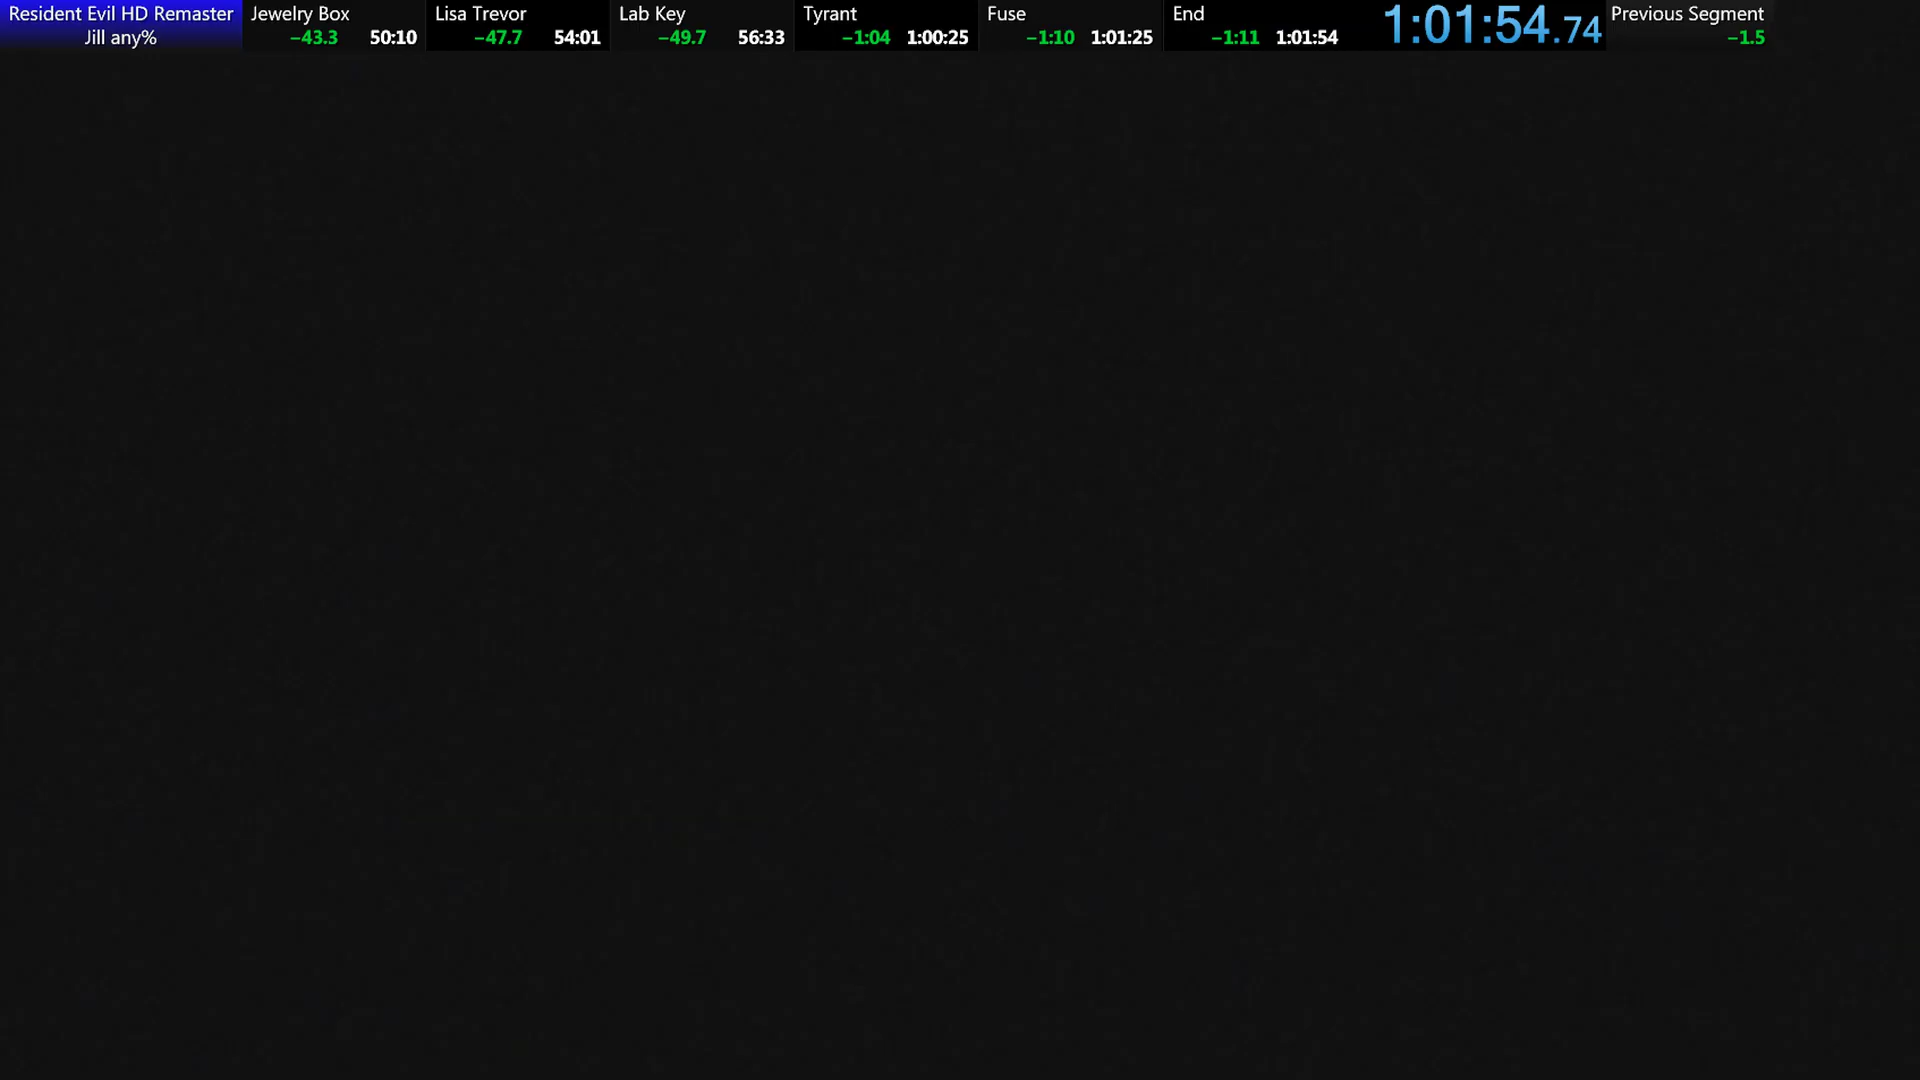 Resident Evil HD Remaster
Jill any%
Jewelry Box
−43.3 50:10
Lisa Trevor
−47.7 54:01
Lab Key
−49.7 56:33
Tyrant
−1:04 1:00:25
Fuse
−1:10 1:01:25
End
−1:11 1:01:54
1:01:54.74
Previous Segment
−1.5